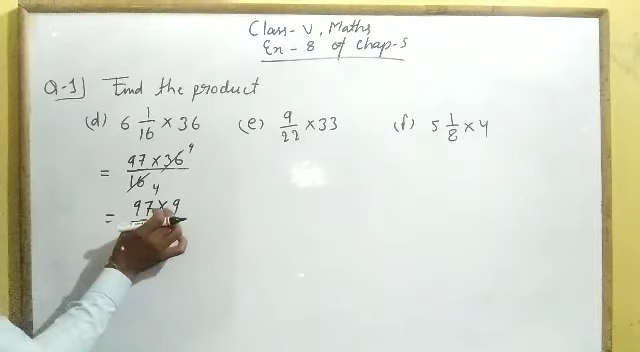 Class - V, Maths
Ex - 8 of Chap - 5
Q-1] Find the product
(d) 6 1/16 × 36 (e) 9/22 × 33 (f) 5 1/8 × 4
= 97 × 36 9 / 16 4
= 97 × 9